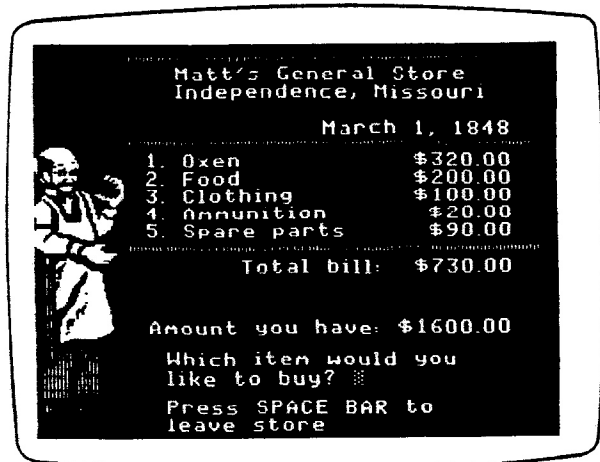 Matt's General Store
Independence, Missouri
March 1, 1848
1. Oxen $320.00
2. Food $200.00
3. Clothing $100.00
4. Ammunition $20.00
5. Spare parts $90.00
Total bill: $730.00
Amount you have: $1600.00
Which item would you
like to buy?
Press SPACE BAR to
leave store